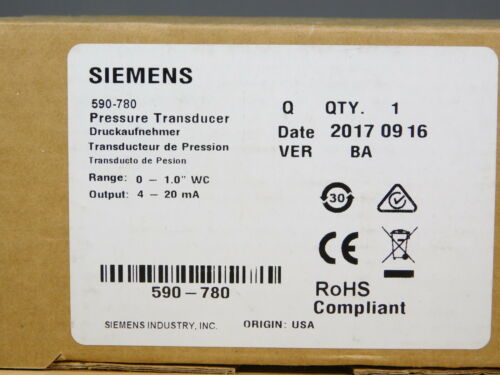 SIEMENS
590-780
Pressure Transducer
Druckaufnehmer
Transducteur de Pression
Transducto de Pesion
Range: 0 – 1.0" WC
Output: 4 – 20 mA
Q QTY. 1
Date 2017 09 16
VER BA
30
CE
RoHS
Compliant
590–780
SIEMENS INDUSTRY, INC. ORIGIN: USA